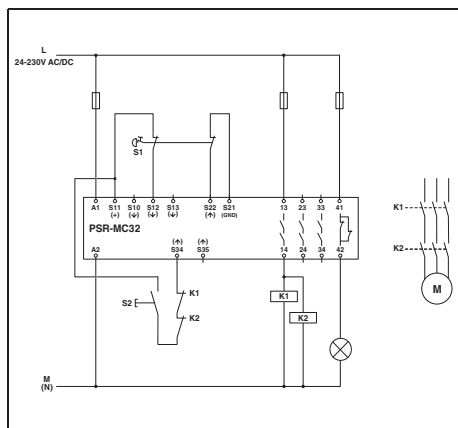 L
24-230V AC/DC
S1
A1 S11 S10 S12 S13 S22 S21 13 23 33 41
(+) (↓) (↓) (↓) (↑) (GND)
PSR-MC32
(↑) (↑)
A2 S34 S35 14 24 34 42
K1
K2
S2
K1
K2
K1
K2
M
M
(N)